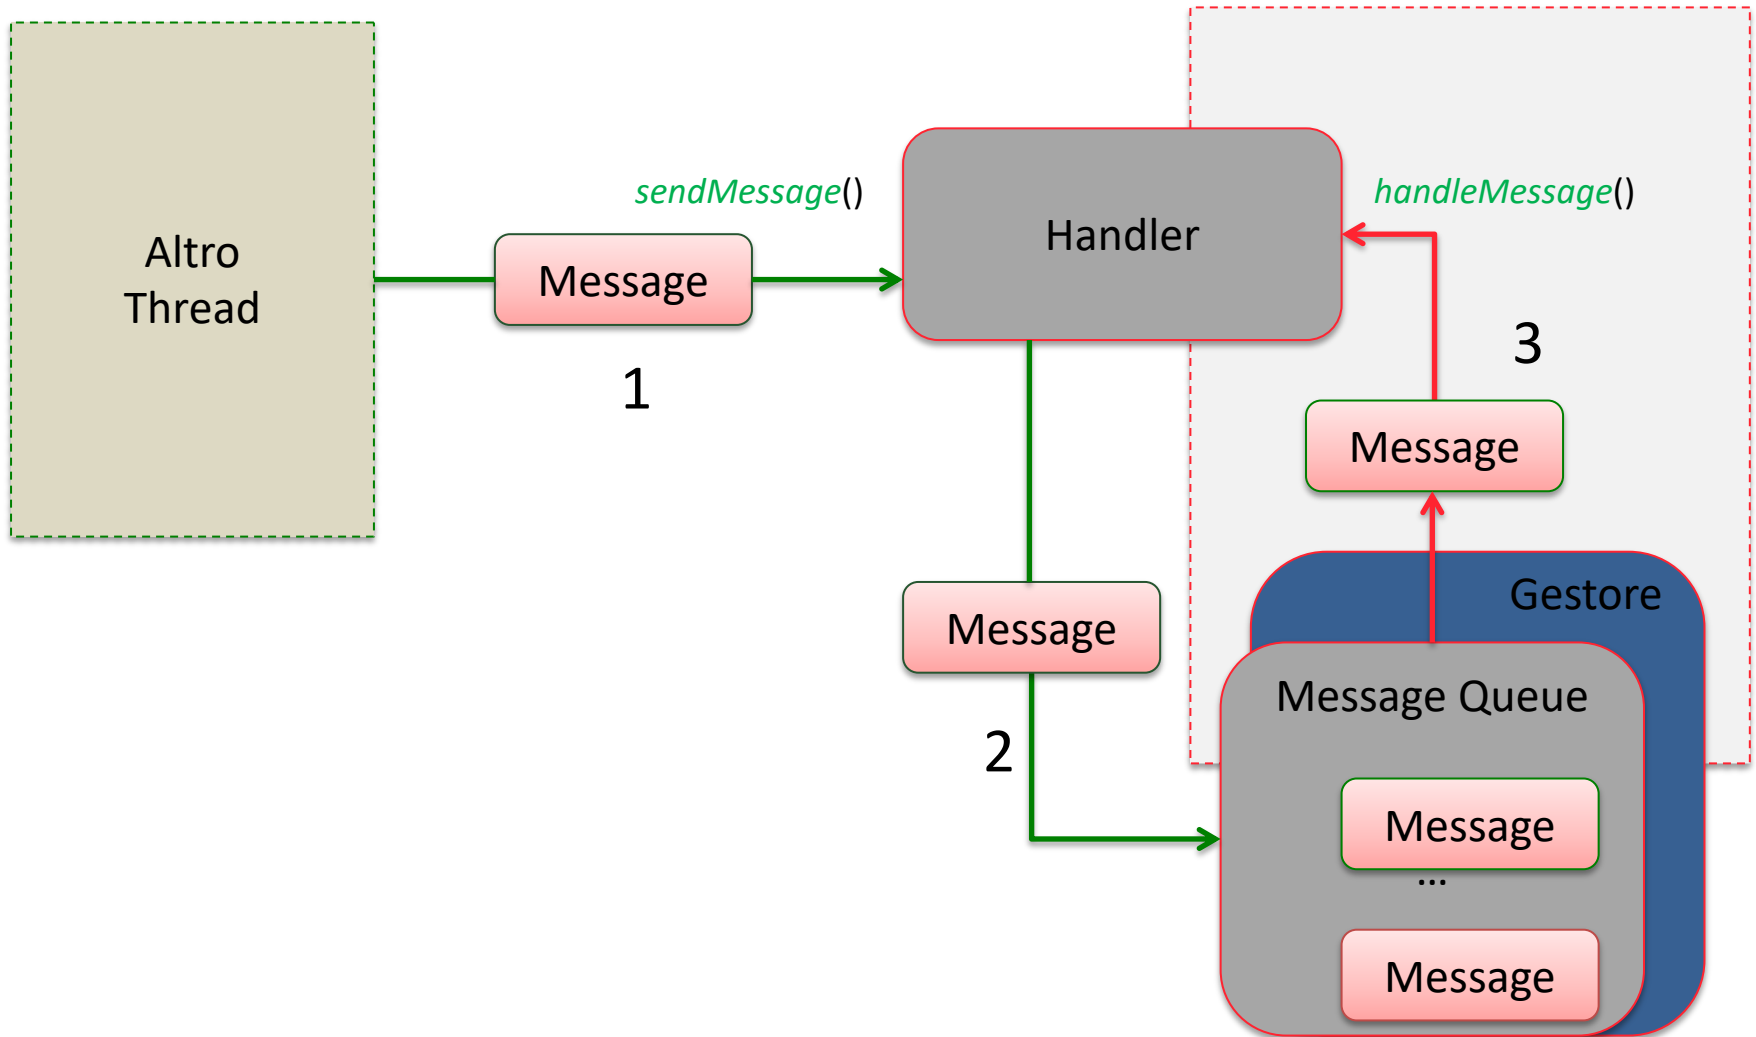 Altro
Thread
sendMessage()
Message
1
Handler
handleMessage()
3
Message
Message
2
Gestore
Message Queue
Message
...
Message